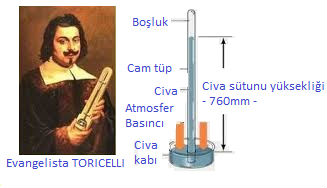 Boşluk
Cam tüp
Civa
Atmosfer
Basıncı
Civa
kabı
Civa sütunu yüksekliği
- 760mm -
Evangelista TORICELLI